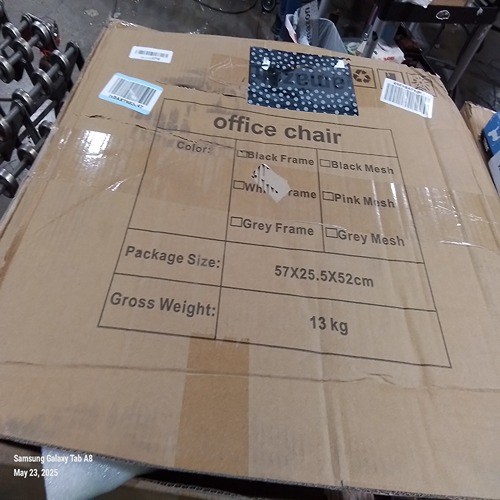 office chair
Color:
Black Frame
Black Mesh
Frame
Pink Mesh
Grey Frame
Grey Mesh
Package Size:
57X25.5X52cm
Gross Weight:
13 kg
Samsung Galaxy Tab A8
May 23, 2025